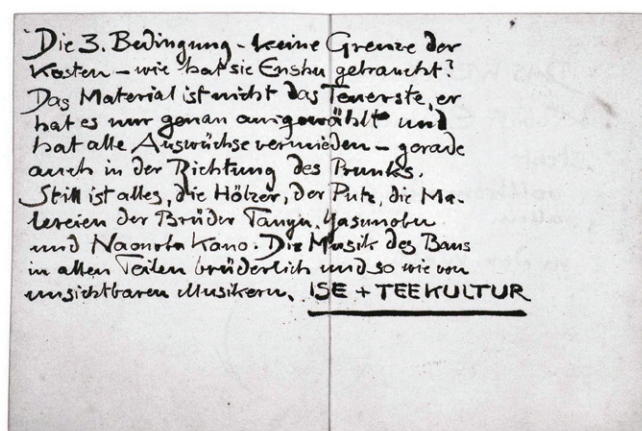 Die 3. Bedingung - keine Grenze der
Kosten - wie hat sie Enshu gebraucht?
Das Material ist nicht das Teuerste, er
hat es nur genau ausgewählt und
hat alle Auswüchse vermieden - gerade
auch in der Richtung des Prunks.
Still ist alles, die Hölzer, der Putz, die Ma-
lereien der Brüder Tanyu, Yasunobu
und Naonobu Kano. Die Musik des Baus
in allen Teilen brüderlich und so wie von
unsichtbaren Musikern. ISE + TEEKULTUR